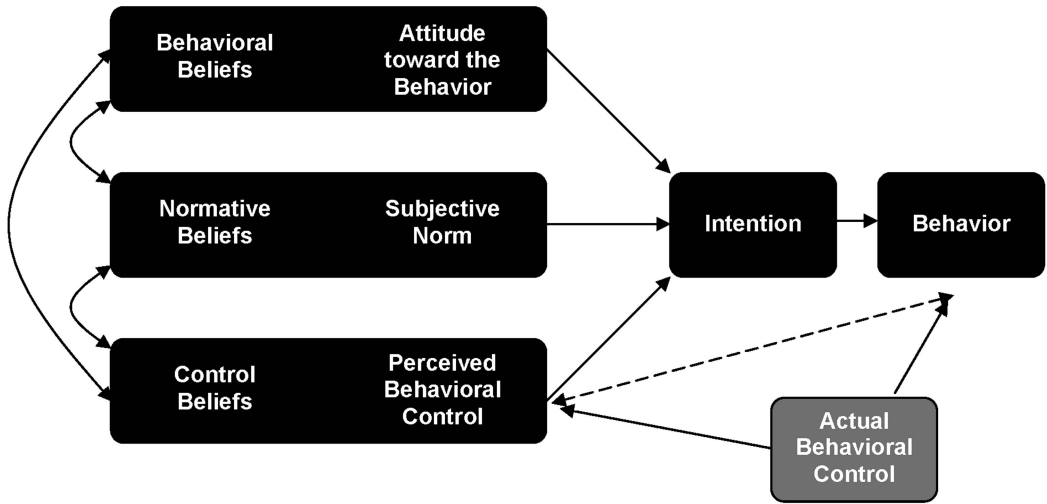 Behavioral
Beliefs
Attitude
toward the
Behavior
Normative
Beliefs
Subjective
Norm
Intention
Behavior
Control
Beliefs
Perceived
Behavioral
Control
Actual
Behavioral
Control